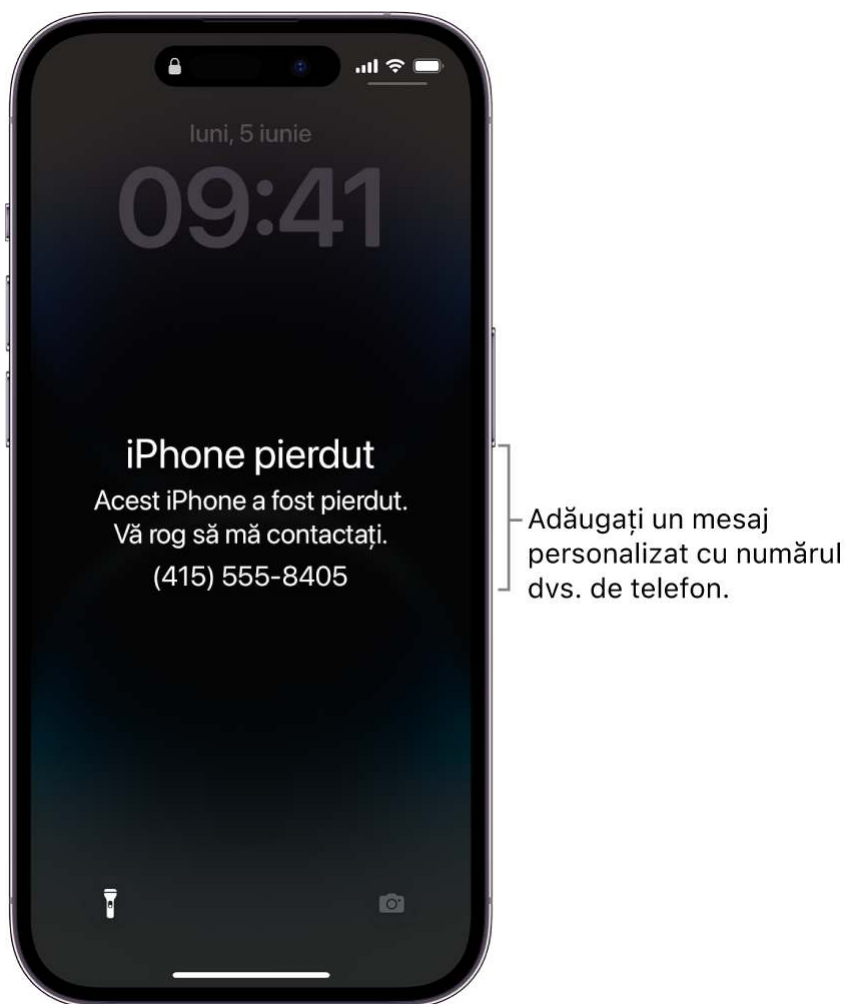 luni, 5 iunie
09:41
iPhone pierdut
Acest iPhone a fost pierdut.
Vă rog să mă contactați.
(415) 555-8405
Adăugați un mesaj
personalizat cu numărul
dvs. de telefon.